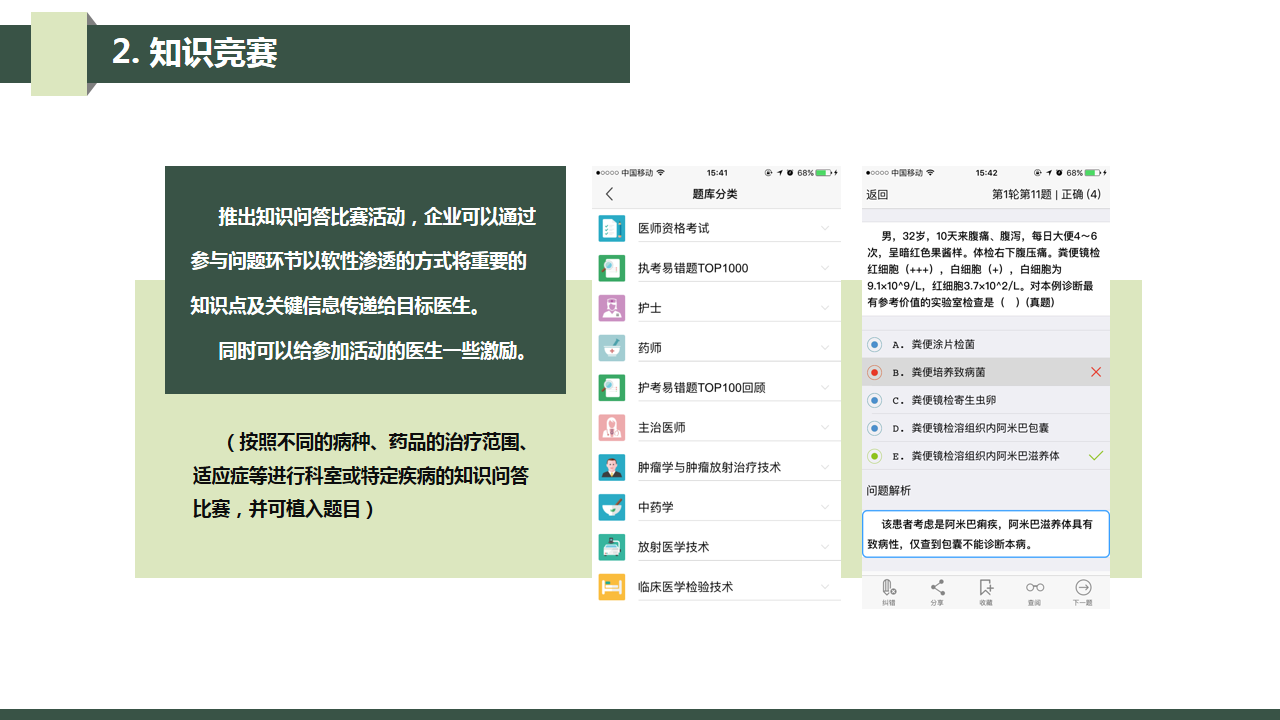 2. 知识竞赛
推出知识问答比赛活动，企业可以通过
参与问题环节以软性渗透的方式将重要的
知识点及关键信息传递给目标医生。
同时可以给参加活动的医生一些激励。
（按照不同的病种、药品的治疗范围、
适应症等进行科室或特定疾病的知识问答
比赛，并可植入题目）
中国移动 15:41 68%
题库分类
医师资格考试
执考易错题TOP1000
护士
药师
护考易错题TOP100回顾
主治医师
肿瘤学与肿瘤放射治疗技术
中药学
放射医学技术
临床医学检验技术
中国移动 15:42 68%
返回 第1轮第11题 | 正确 (4)
男，32岁，10天来腹痛、腹泻，每日大便4～6
次，呈暗红色果酱样。体检右下腹压痛。粪便镜检
红细胞（+++），白细胞（+），白细胞为
9.1×10^9/L，红细胞3.7×10^2/L。对本例诊断最
有参考价值的实验室检查是（ ）(真题)
A. 粪便涂片检菌
B. 粪便培养致病菌
C. 粪便镜检寄生虫卵
D. 粪便镜检溶组织内阿米巴包囊
E. 粪便镜检溶组织内阿米巴滋养体
问题解析
该患者考虑是阿米巴痢疾，阿米巴滋养体具有
致病性，仅查到包囊不能诊断本病。
纠错 分享 收藏 查阅 下一题